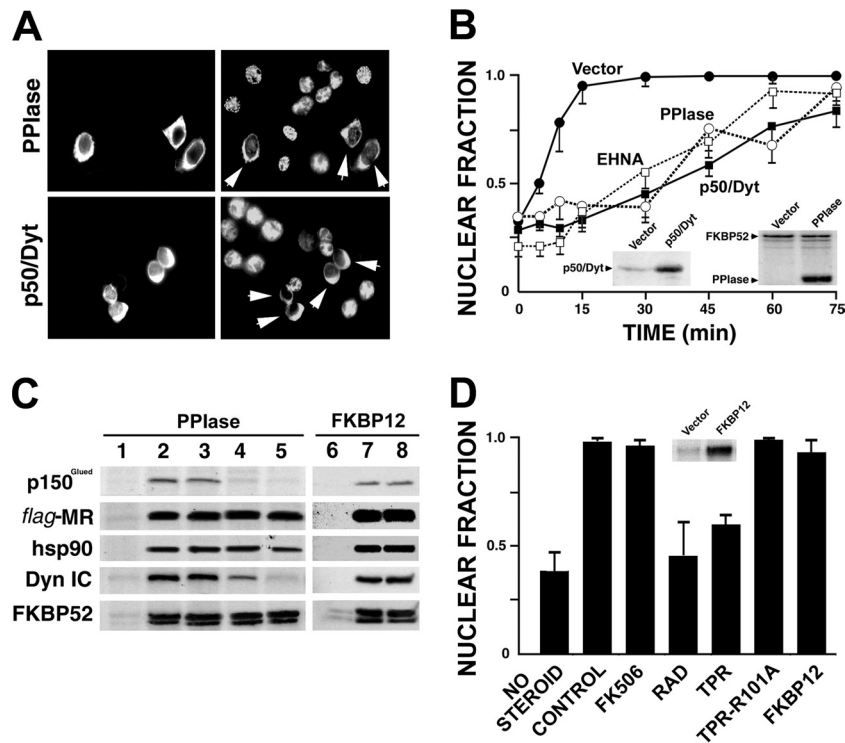 A
PPIase
p50/Dyt
B
NUCLEAR FRACTION
1.0
0.5
0
Vector
PPIase
EHNA
p50/Dyt
Vector
p50/Dyt
p50/Dyt
Vector
PPIase
FKBP52
PPIase
0 15 30 45 60 75
TIME (min)
C
PPIase FKBP12
1 2 3 4 5 6 7 8
p150Glued
flag-MR
hsp90
Dyn IC
FKBP52
D
NUCLEAR FRACTION
1.0
0.5
0
Vector
FKBP12
NO
STEROID
CONTROL
FK506
RAD
TPR
TPR-R101A
FKBP12